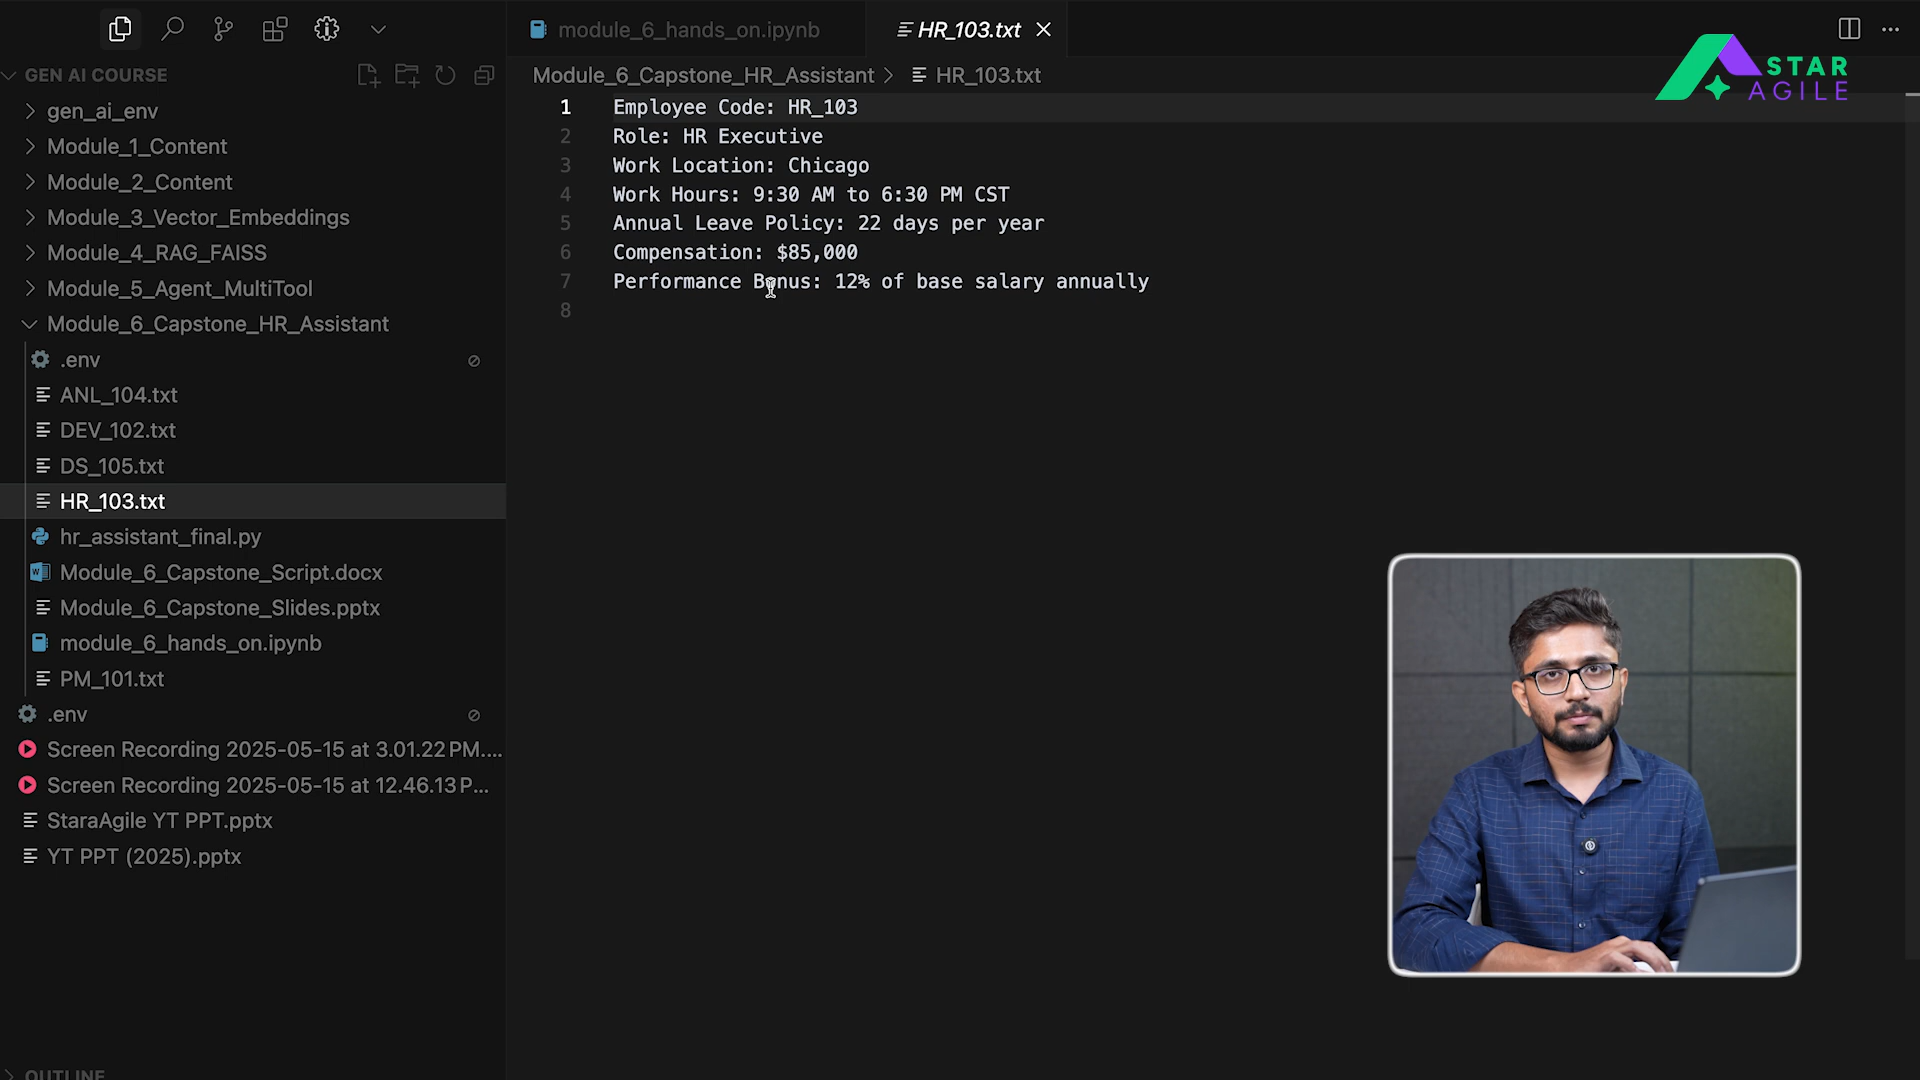 module_6_hands_on.ipynb
HR_103.txt
STAR
AGILE
GEN AI COURSE
gen_ai_env
Module_1_Content
Module_2_Content
Module_3_Vector_Embeddings
Module_4_RAG_FAISS
Module_5_Agent_MultiTool
Module_6_Capstone_HR_Assistant
.env
ANL_104.txt
DEV_102.txt
DS_105.txt
HR_103.txt
hr_assistant_final.py
Module_6_Capstone_Script.docx
Module_6_Capstone_Slides.pptx
module_6_hands_on.ipynb
PM_101.txt
.env
Screen Recording 2025-05-15 at 3.01.22 PM....
Screen Recording 2025-05-15 at 12.46.13 P...
StaraAgile YT PPT.pptx
YT PPT (2025).pptx
OUTLINE
Module_6_Capstone_HR_Assistant > HR_103.txt
1 Employee Code: HR_103
2 Role: HR Executive
3 Work Location: Chicago
4 Work Hours: 9:30 AM to 6:30 PM CST
5 Annual Leave Policy: 22 days per year
6 Compensation: $85,000
7 Performance Bonus: 12% of base salary annually
8